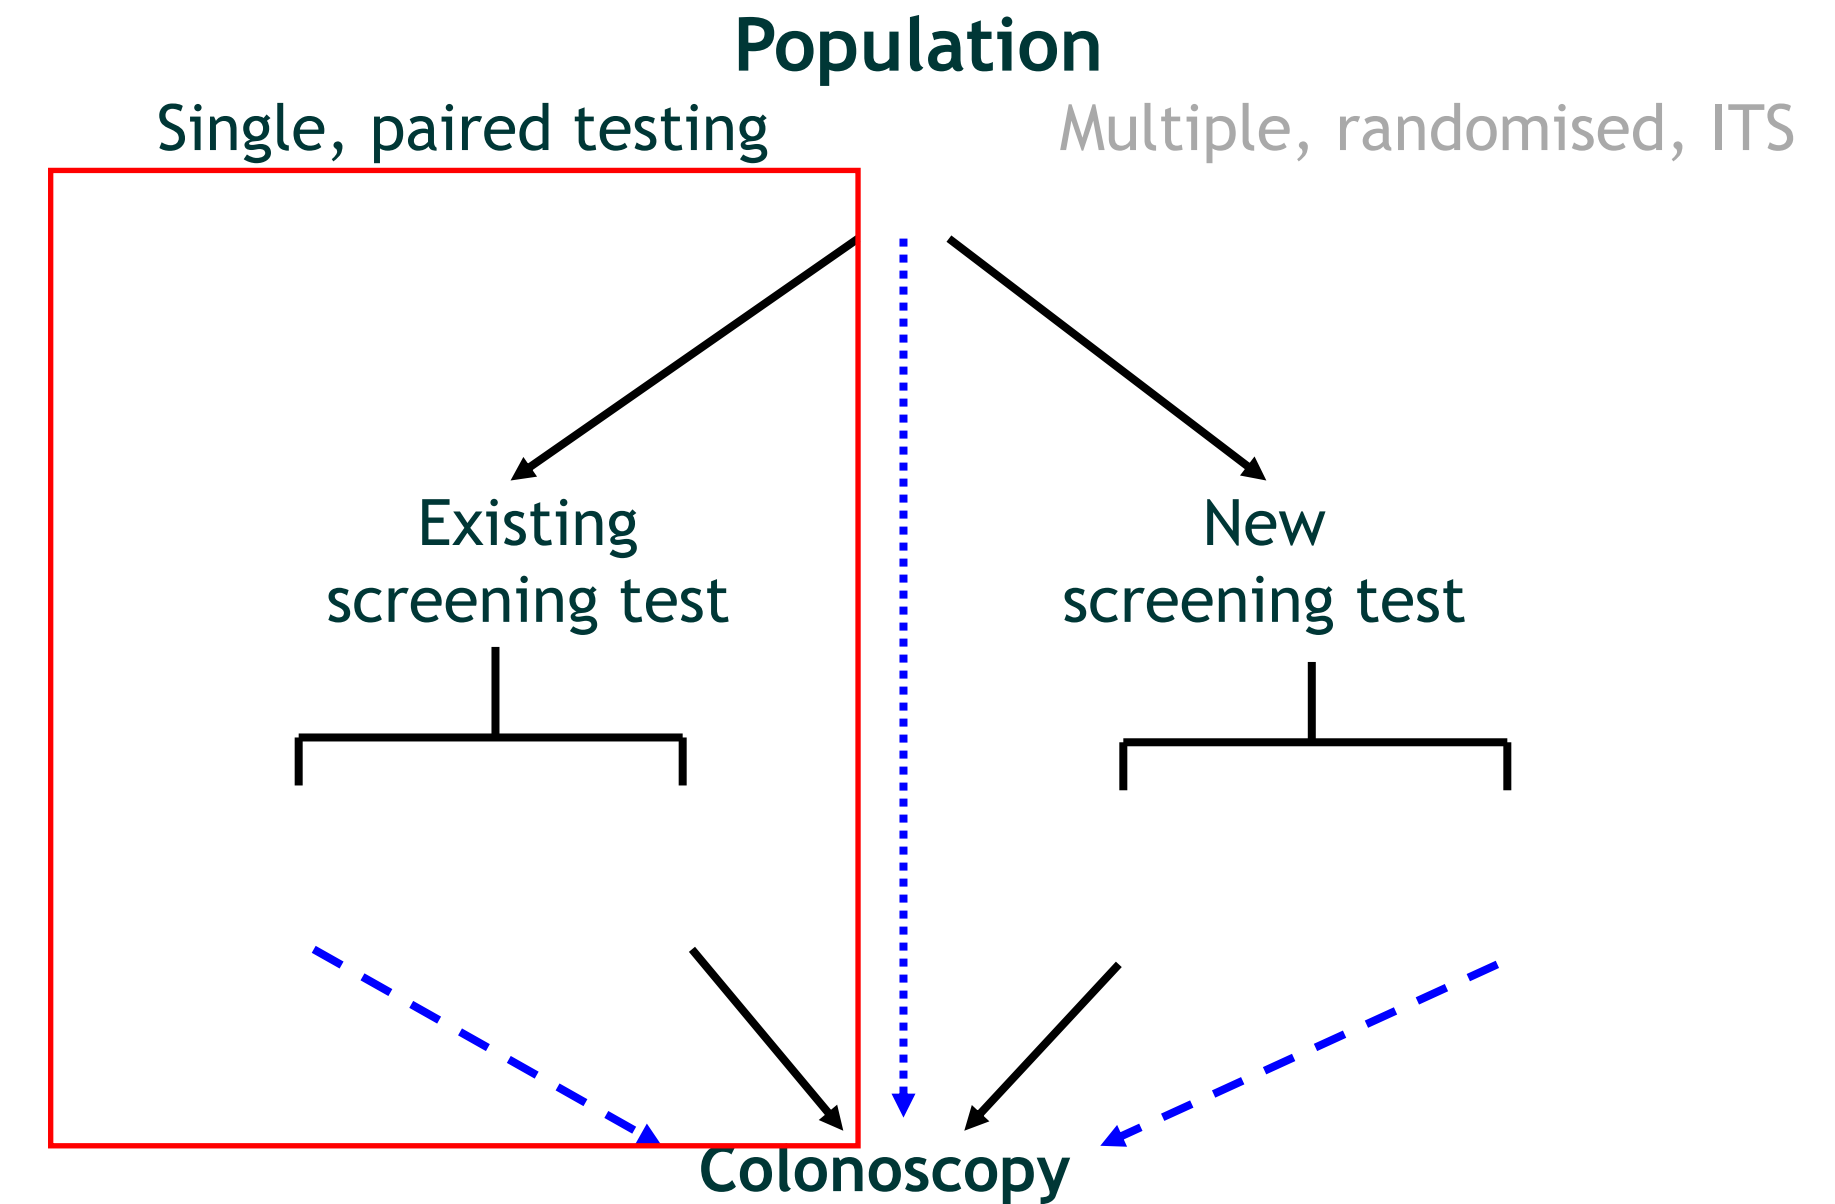 Population
Single, paired testing
Multiple, randomised, ITS
Existing
screening test
New
screening test
Colonoscopy